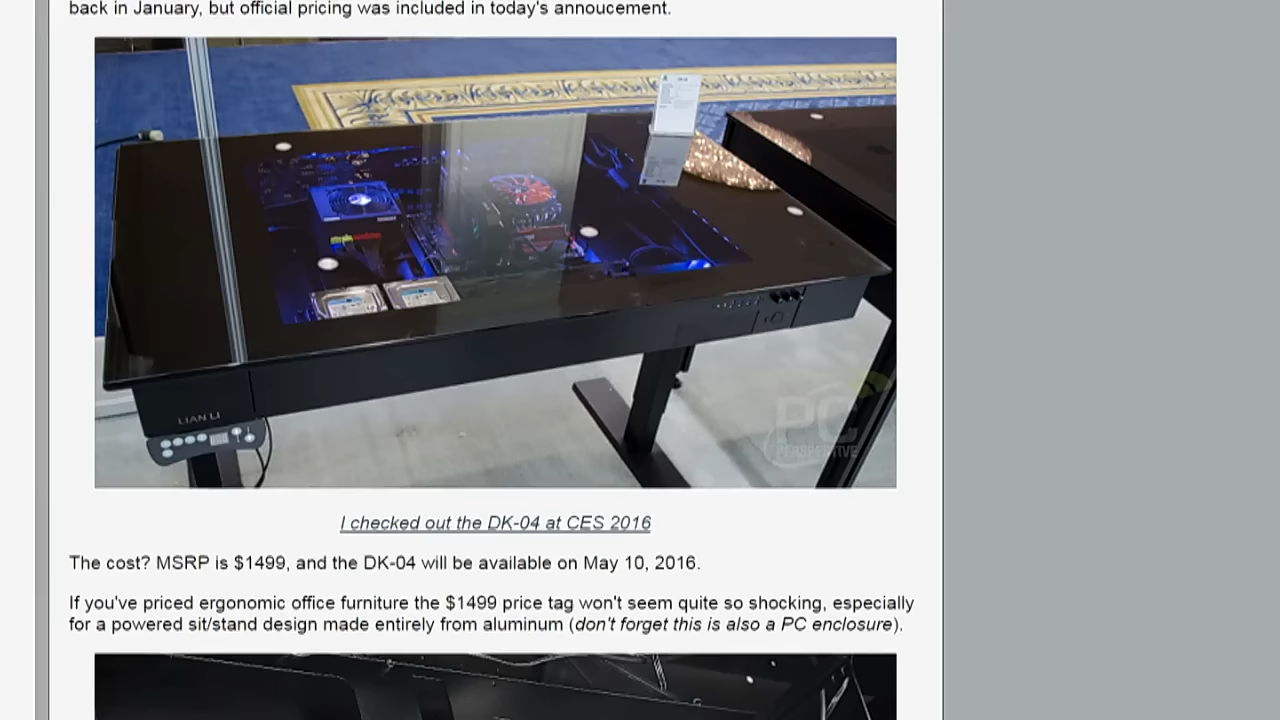 back in January, but official pricing was included in today's annoucement.
LIAN LI
PC
PERSPECTIVE
I checked out the DK-04 at CES 2016
The cost? MSRP is $1499, and the DK-04 will be available on May 10, 2016.
If you've priced ergonomic office furniture the $1499 price tag won't seem quite so shocking, especially
for a powered sit/stand design made entirely from aluminum (don't forget this is also a PC enclosure).